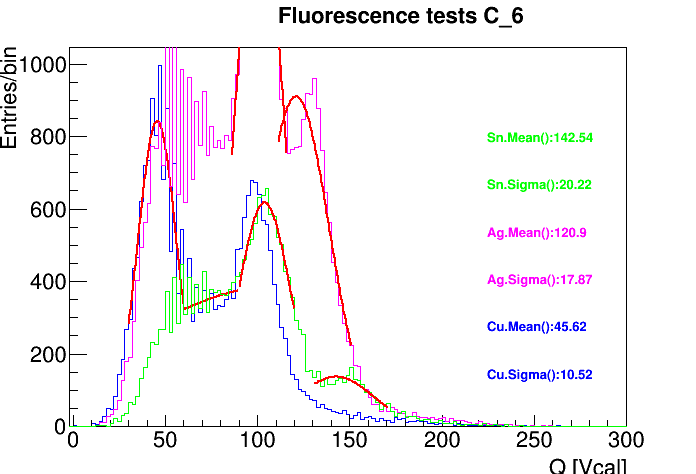 Fluorescence tests C_6
Entries/bin
1000
800
600
400
200
0
Sn.Mean():142.54
Sn.Sigma():20.22
Ag.Mean():120.9
Ag.Sigma():17.87
Cu.Mean():45.62
Cu.Sigma():10.52
0 50 100 150 200 250 300
Q [Vcal]